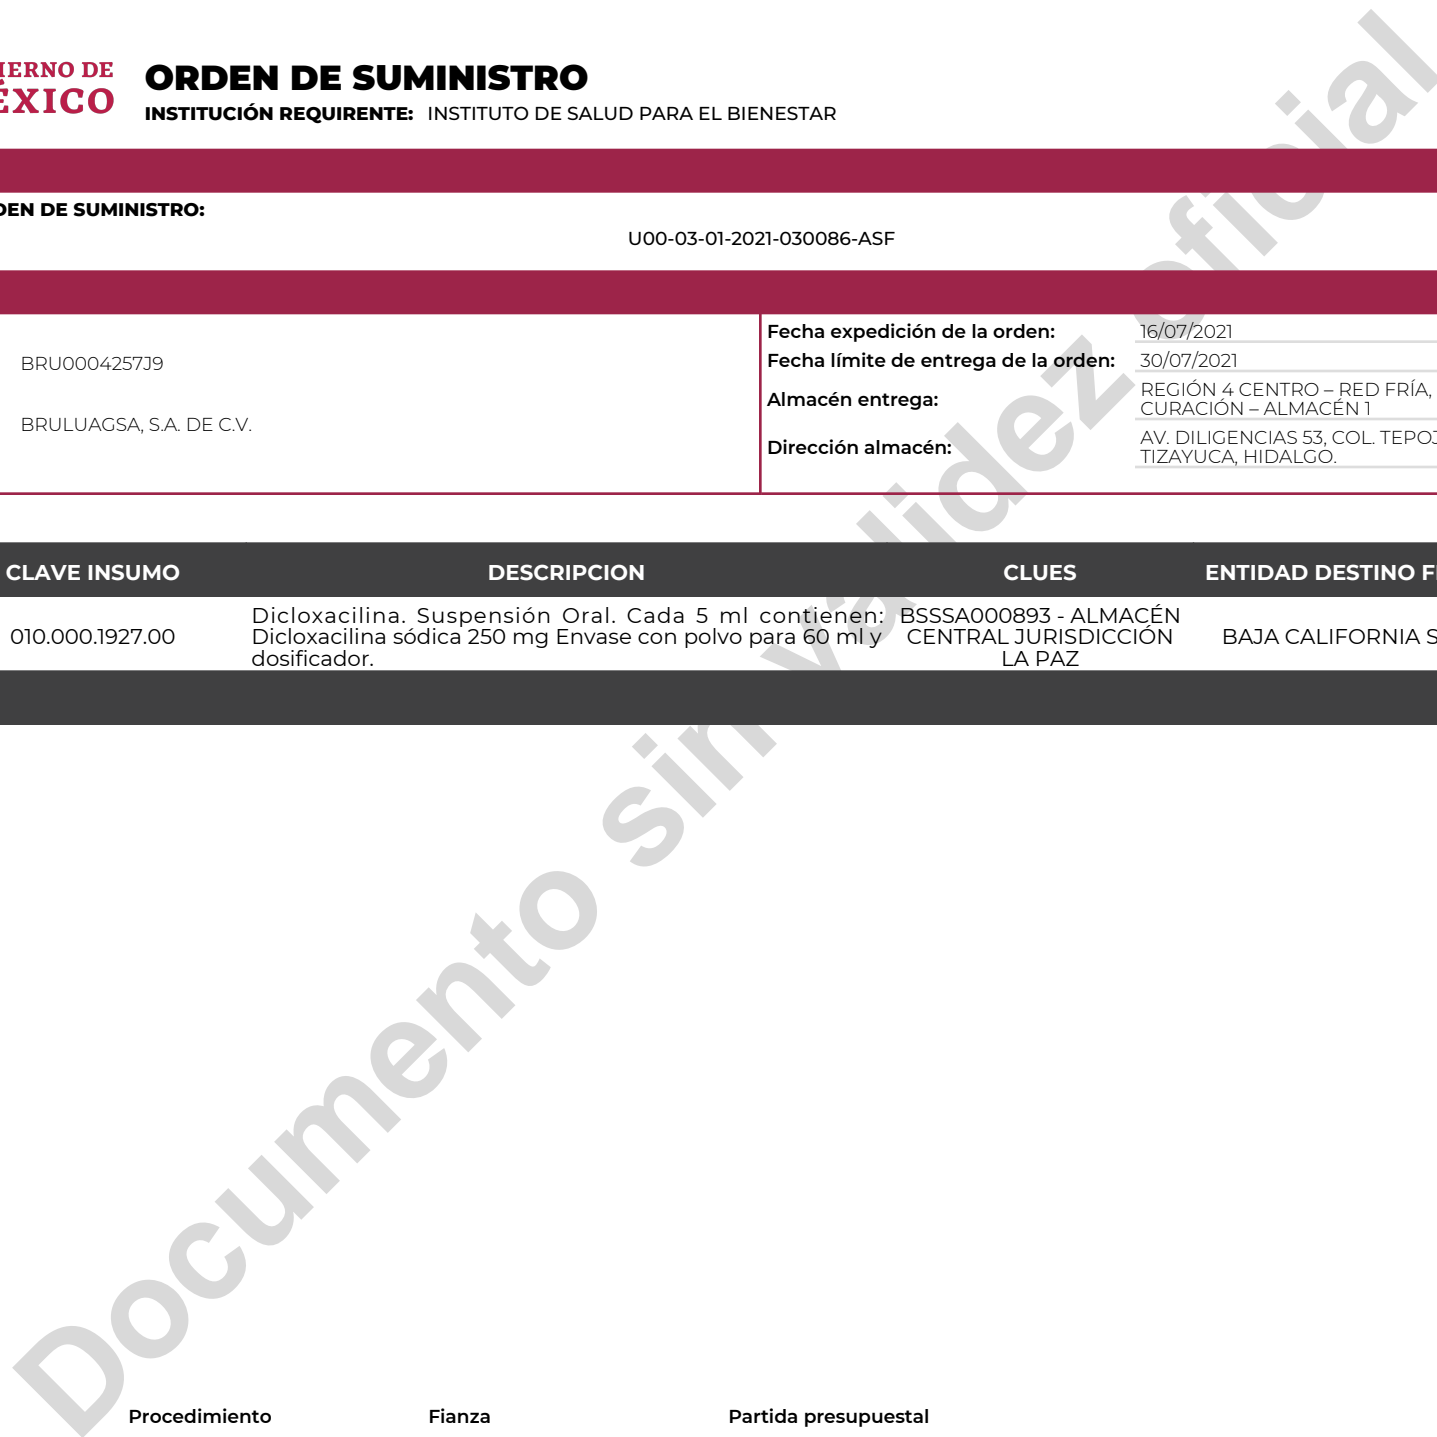 IERNO DE
ÉXICO
ORDEN DE SUMINISTRO
INSTITUCIÓN REQUIRENTE: INSTITUTO DE SALUD PARA EL BIENESTAR
DEN DE SUMINISTRO:
U00-03-01-2021-030086-ASF
BRU0004257J9
BRULUAGSA, S.A. DE C.V.
Fecha expedición de la orden: 16/07/2021
Fecha límite de entrega de la orden: 30/07/2021
Almacén entrega: REGIÓN 4 CENTRO – RED FRÍA,
CURACIÓN – ALMACÉN 1
Dirección almacén: AV. DILIGENCIAS 53, COL. TEPOJ
TIZAYUCA, HIDALGO.
CLAVE INSUMO DESCRIPCION CLUES ENTIDAD DESTINO F
010.000.1927.00
Dicloxacilina. Suspensión Oral. Cada 5 ml contienen:
Dicloxacilina sódica 250 mg Envase con polvo para 60 ml y
dosificador.
BSSSA000893 - ALMACÉN
CENTRAL JURISDICCIÓN
LA PAZ
BAJA CALIFORNIA S
Documento sin validez oficial
Procedimiento Fianza Partida presupuestal